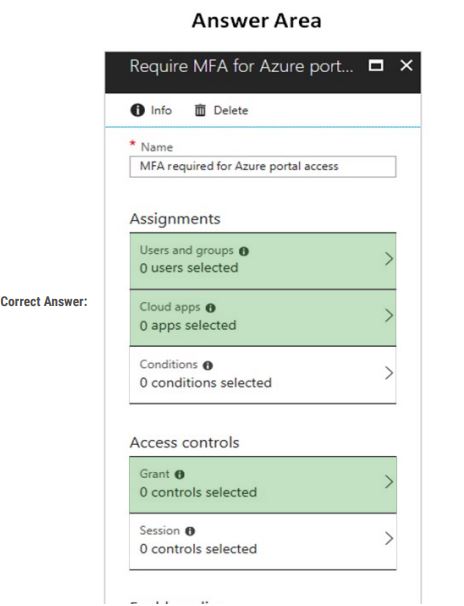 Answer Area
Require MFA for Azure port...
Info Delete
* Name
MFA required for Azure portal access
Assignments
Users and groups
0 users selected
Correct Answer:
Cloud apps
0 apps selected
Conditions
0 conditions selected
Access controls
Grant
0 controls selected
Session
0 controls selected